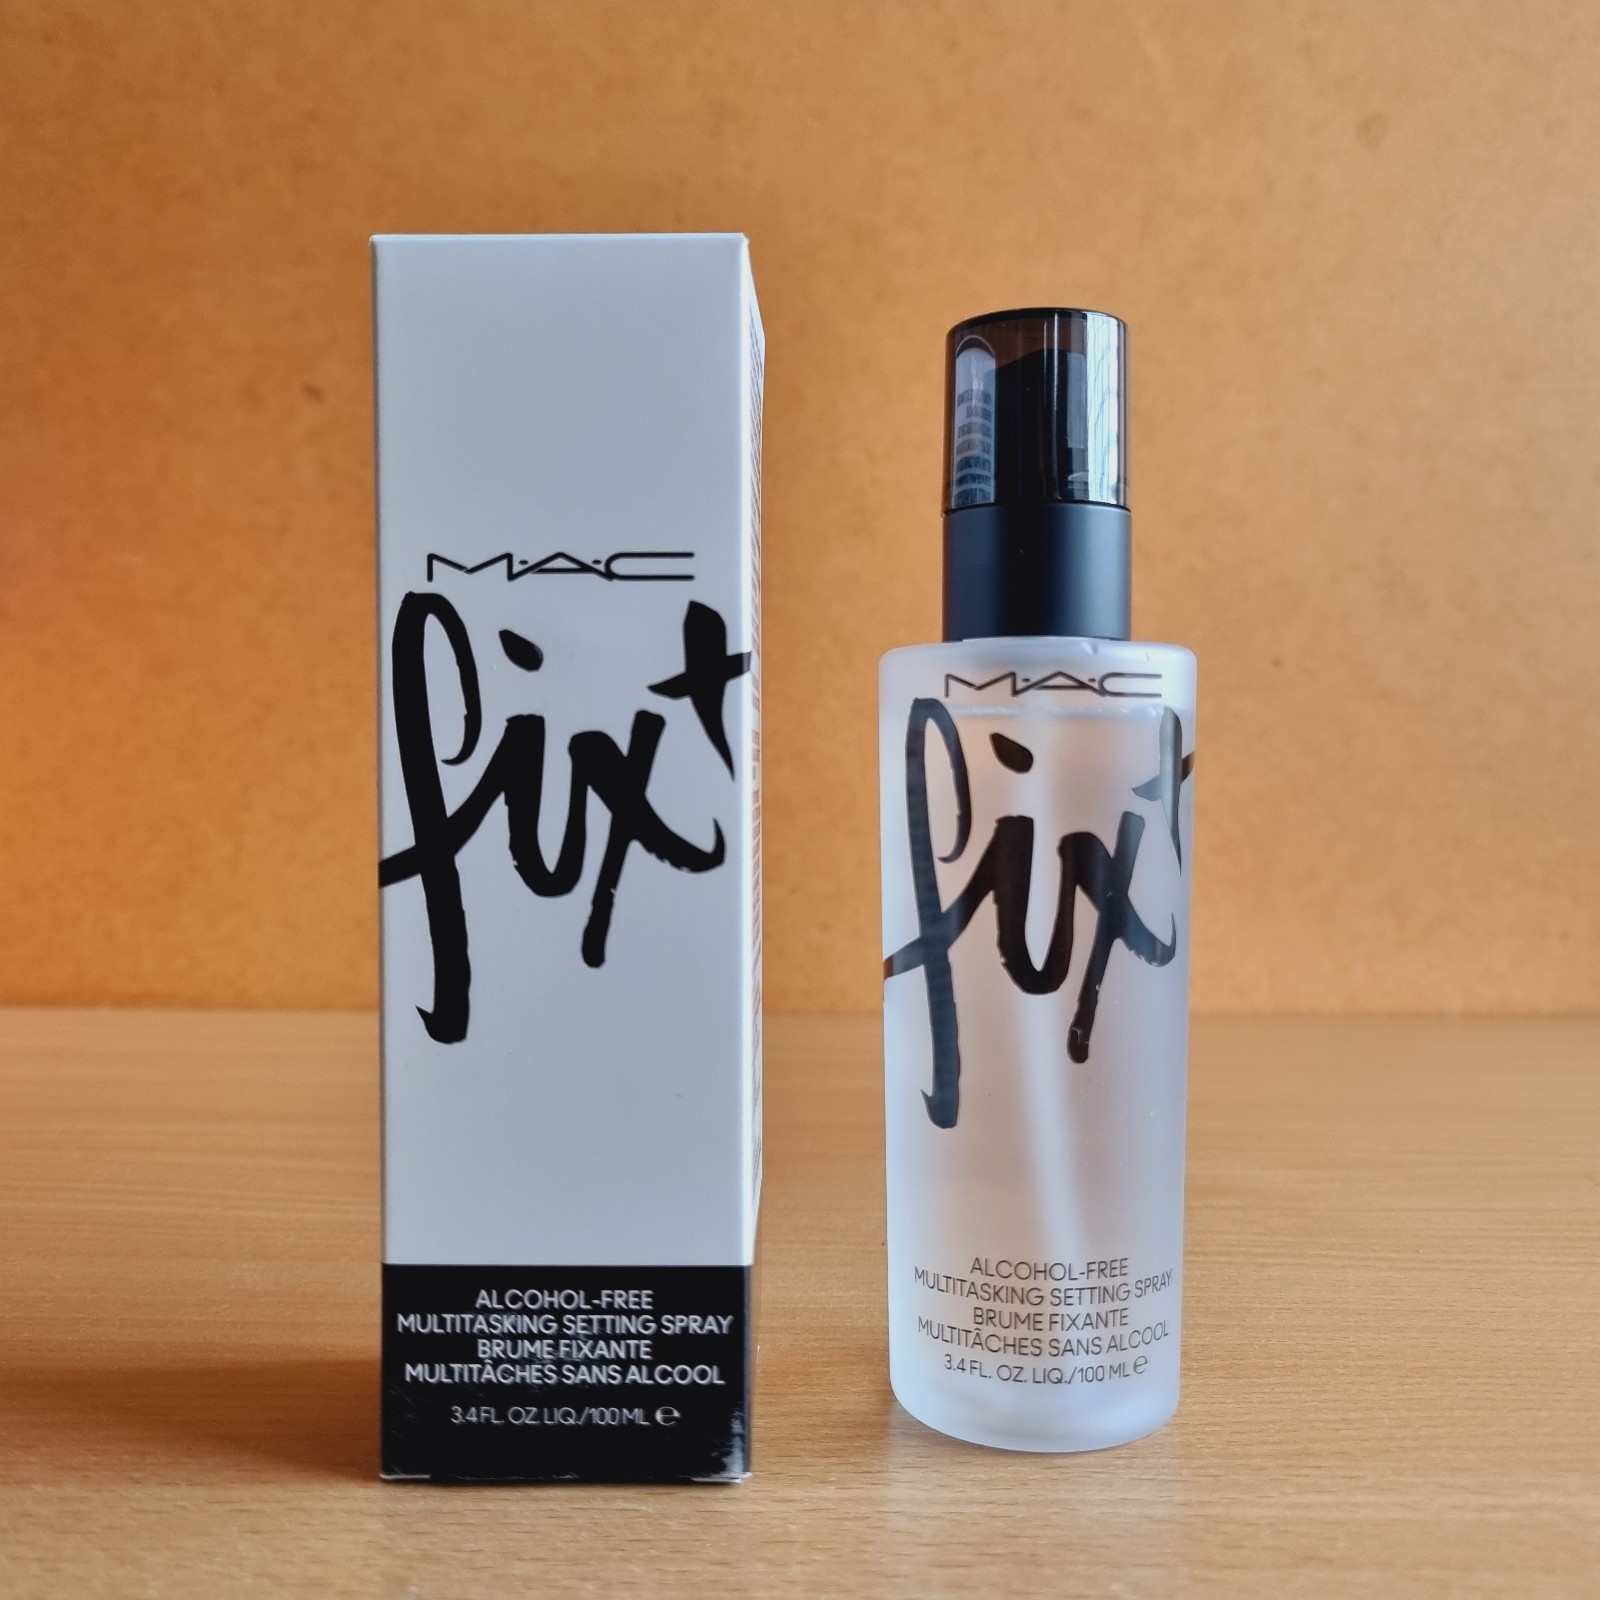 M·A·C
fix+
ALCOHOL-FREE
MULTITASKING SETTING SPRAY
BRUME FIXANTE
MULTITÂCHES SANS ALCOOL
3.4 FL. OZ. LIQ./100 ML ℮
M·A·C
fix+
ALCOHOL-FREE
MULTITASKING SETTING SPRAY
BRUME FIXANTE
MULTITÂCHES SANS ALCOOL
3.4 FL. OZ. LIQ./100 ML ℮